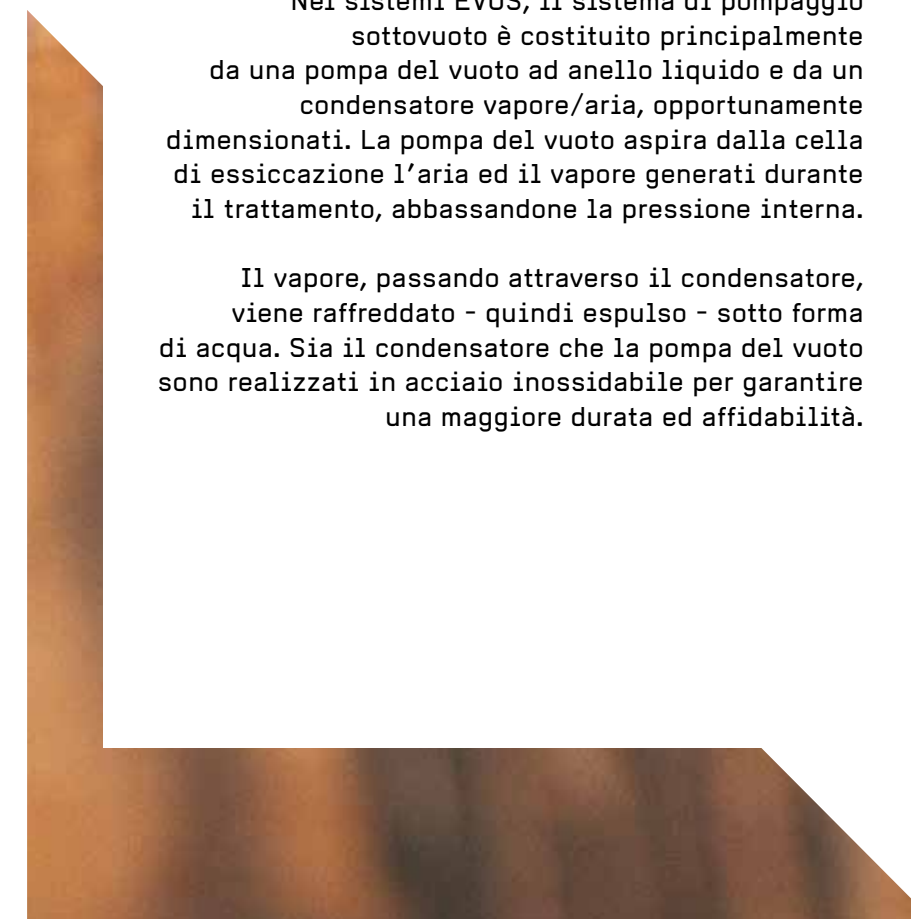 Nei sistemi EVUS, il sistema di pompaggio
sottovuoto è costituito principalmente
da una pompa del vuoto ad anello liquido e da un
condensatore vapore/aria, opportunamente
dimensionati. La pompa del vuoto aspira dalla cella
di essiccazione l’aria ed il vapore generati durante
il trattamento, abbassandone la pressione interna.
Il vapore, passando attraverso il condensatore,
viene raffreddato - quindi espulso - sotto forma
di acqua. Sia il condensatore che la pompa del vuoto
sono realizzati in acciaio inossidabile per garantire
una maggiore durata ed affidabilità.